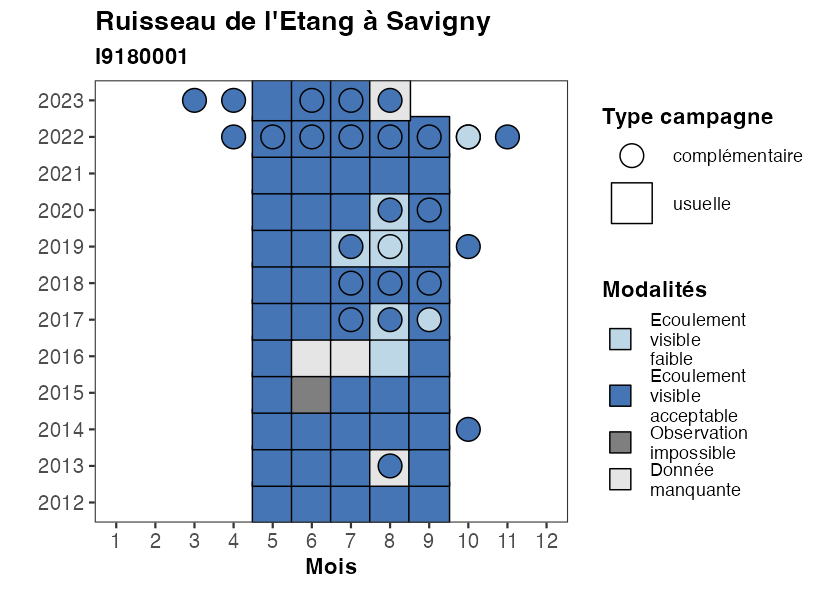 Ruisseau de l'Etang à Savigny
I9180001
2023
2022
2021
2020
2019
2018
2017
2016
2015
2014
2013
2012
1 2 3 4 5 6 7 8 9 10 11 12
Mois
Type campagne
complémentaire
usuelle
Modalités
Ecoulement
visible
faible
Ecoulement
visible
acceptable
Observation
impossible
Donnée
manquante